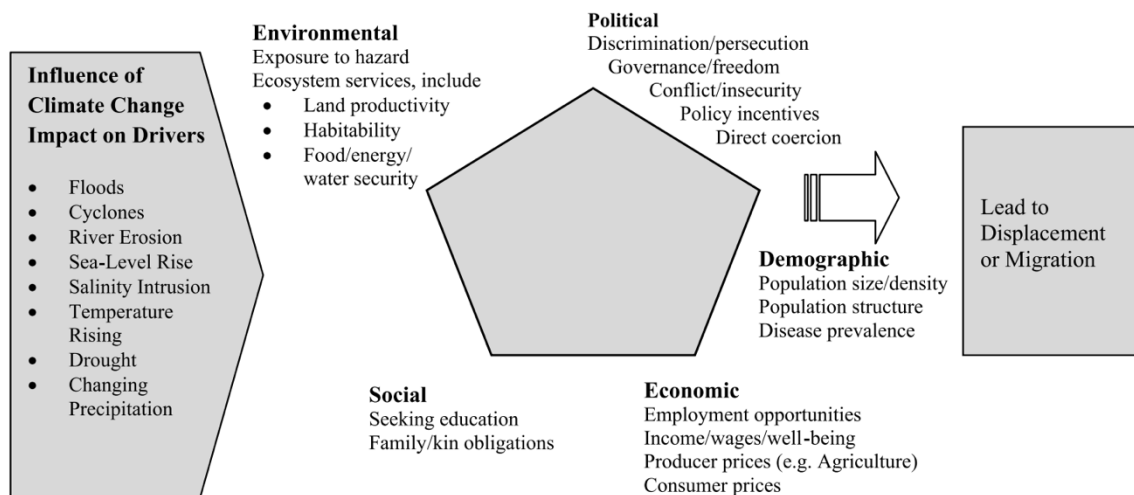 Influence of
Climate Change
Impact on Drivers
• Floods
• Cyclones
• River Erosion
• Sea-Level Rise
• Salinity Intrusion
• Temperature
Rising
• Drought
• Changing
Precipitation
Environmental
Exposure to hazard
Ecosystem services, include
• Land productivity
• Habitability
• Food/energy/
water security
Political
Discrimination/persecution
Governance/freedom
Conflict/insecurity
Policy incentives
Direct coercion
Demographic
Population size/density
Population structure
Disease prevalence
Social
Seeking education
Family/kin obligations
Economic
Employment opportunities
Income/wages/well-being
Producer prices (e.g. Agriculture)
Consumer prices
Lead to
Displacement
or Migration